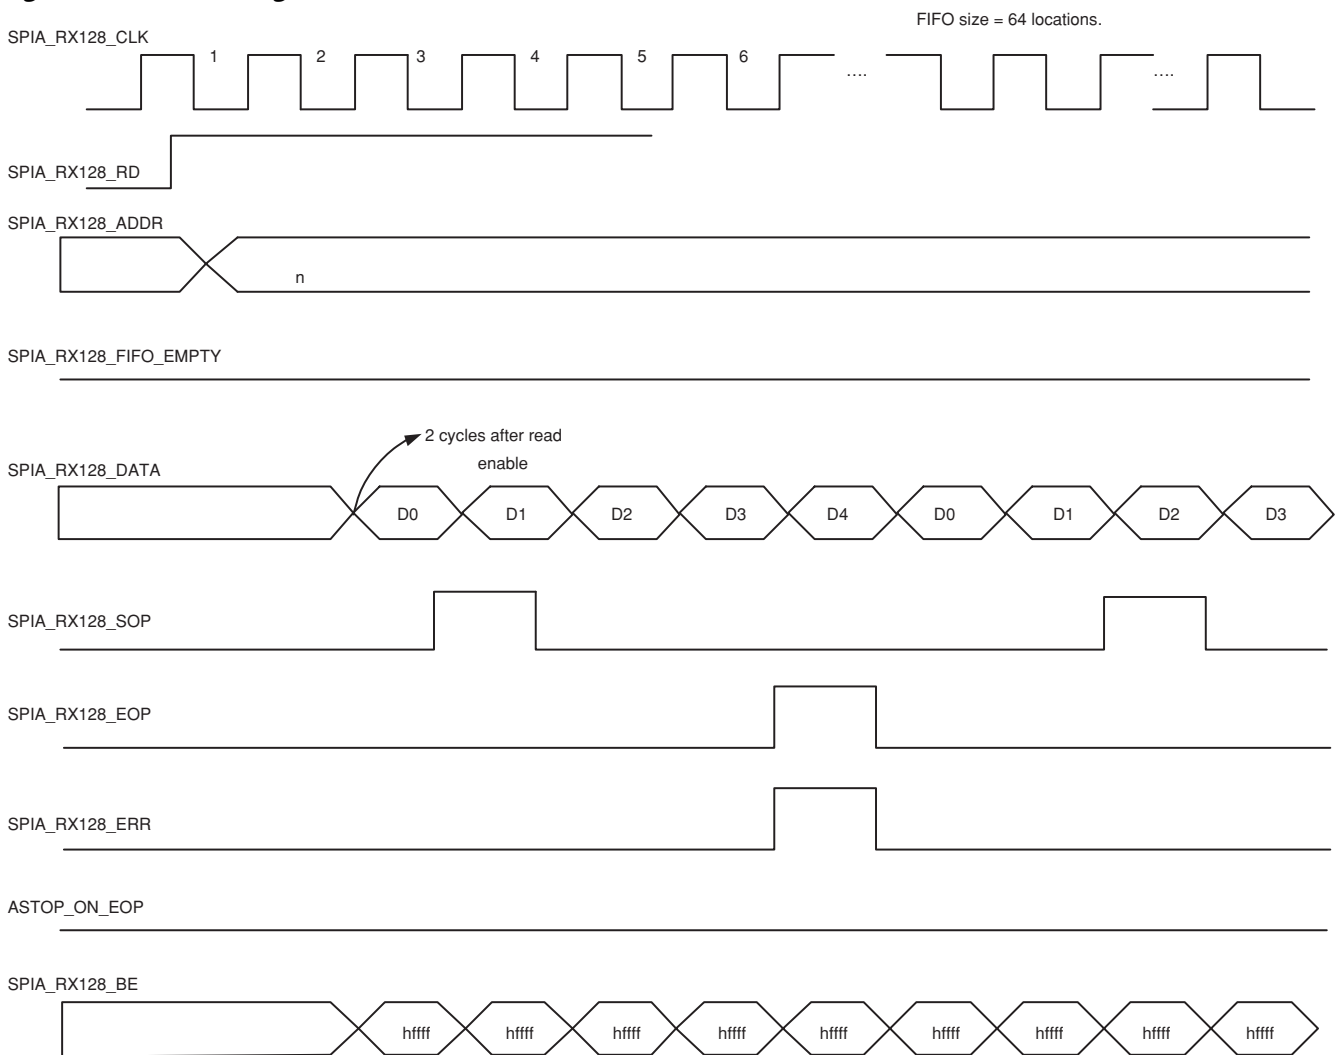 FIFO size = 64 locations.
SPIA_RX128_CLK
1 2 3 4 5 6 .... ....
SPIA_RX128_RD
SPIA_RX128_ADDR
n
SPIA_RX128_FIFO_EMPTY
2 cycles after read
enable
SPIA_RX128_DATA
D0 D1 D2 D3 D4 D0 D1 D2 D3
SPIA_RX128_SOP
SPIA_RX128_EOP
SPIA_RX128_ERR
ASTOP_ON_EOP
SPIA_RX128_BE
hffff hffff hffff hffff hffff hffff hffff hffff hffff